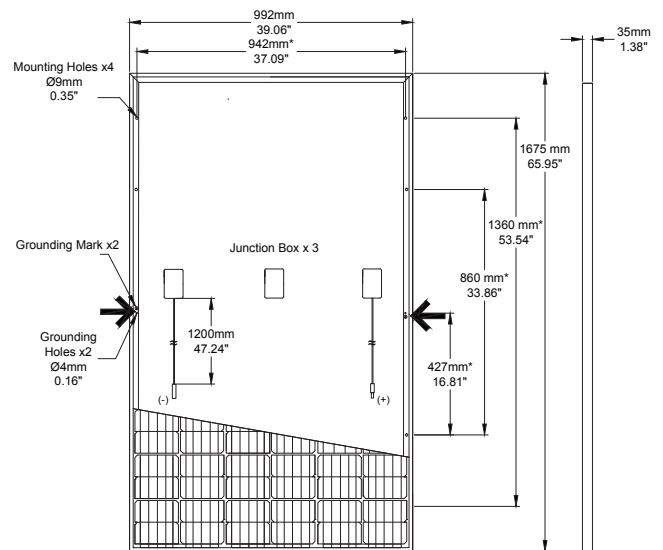 992mm
39.06"
942mm*
37.09"
35mm
1.38"
Mounting Holes x4
Ø9mm
0.35"
1675 mm
65.95"
1360 mm*
53.54"
Grounding Mark x2
Junction Box x 3
860 mm*
33.86"
1200mm
47.24"
Grounding
Holes x2
Ø4mm
0.16"
427mm*
16.81"
(-)
(+)